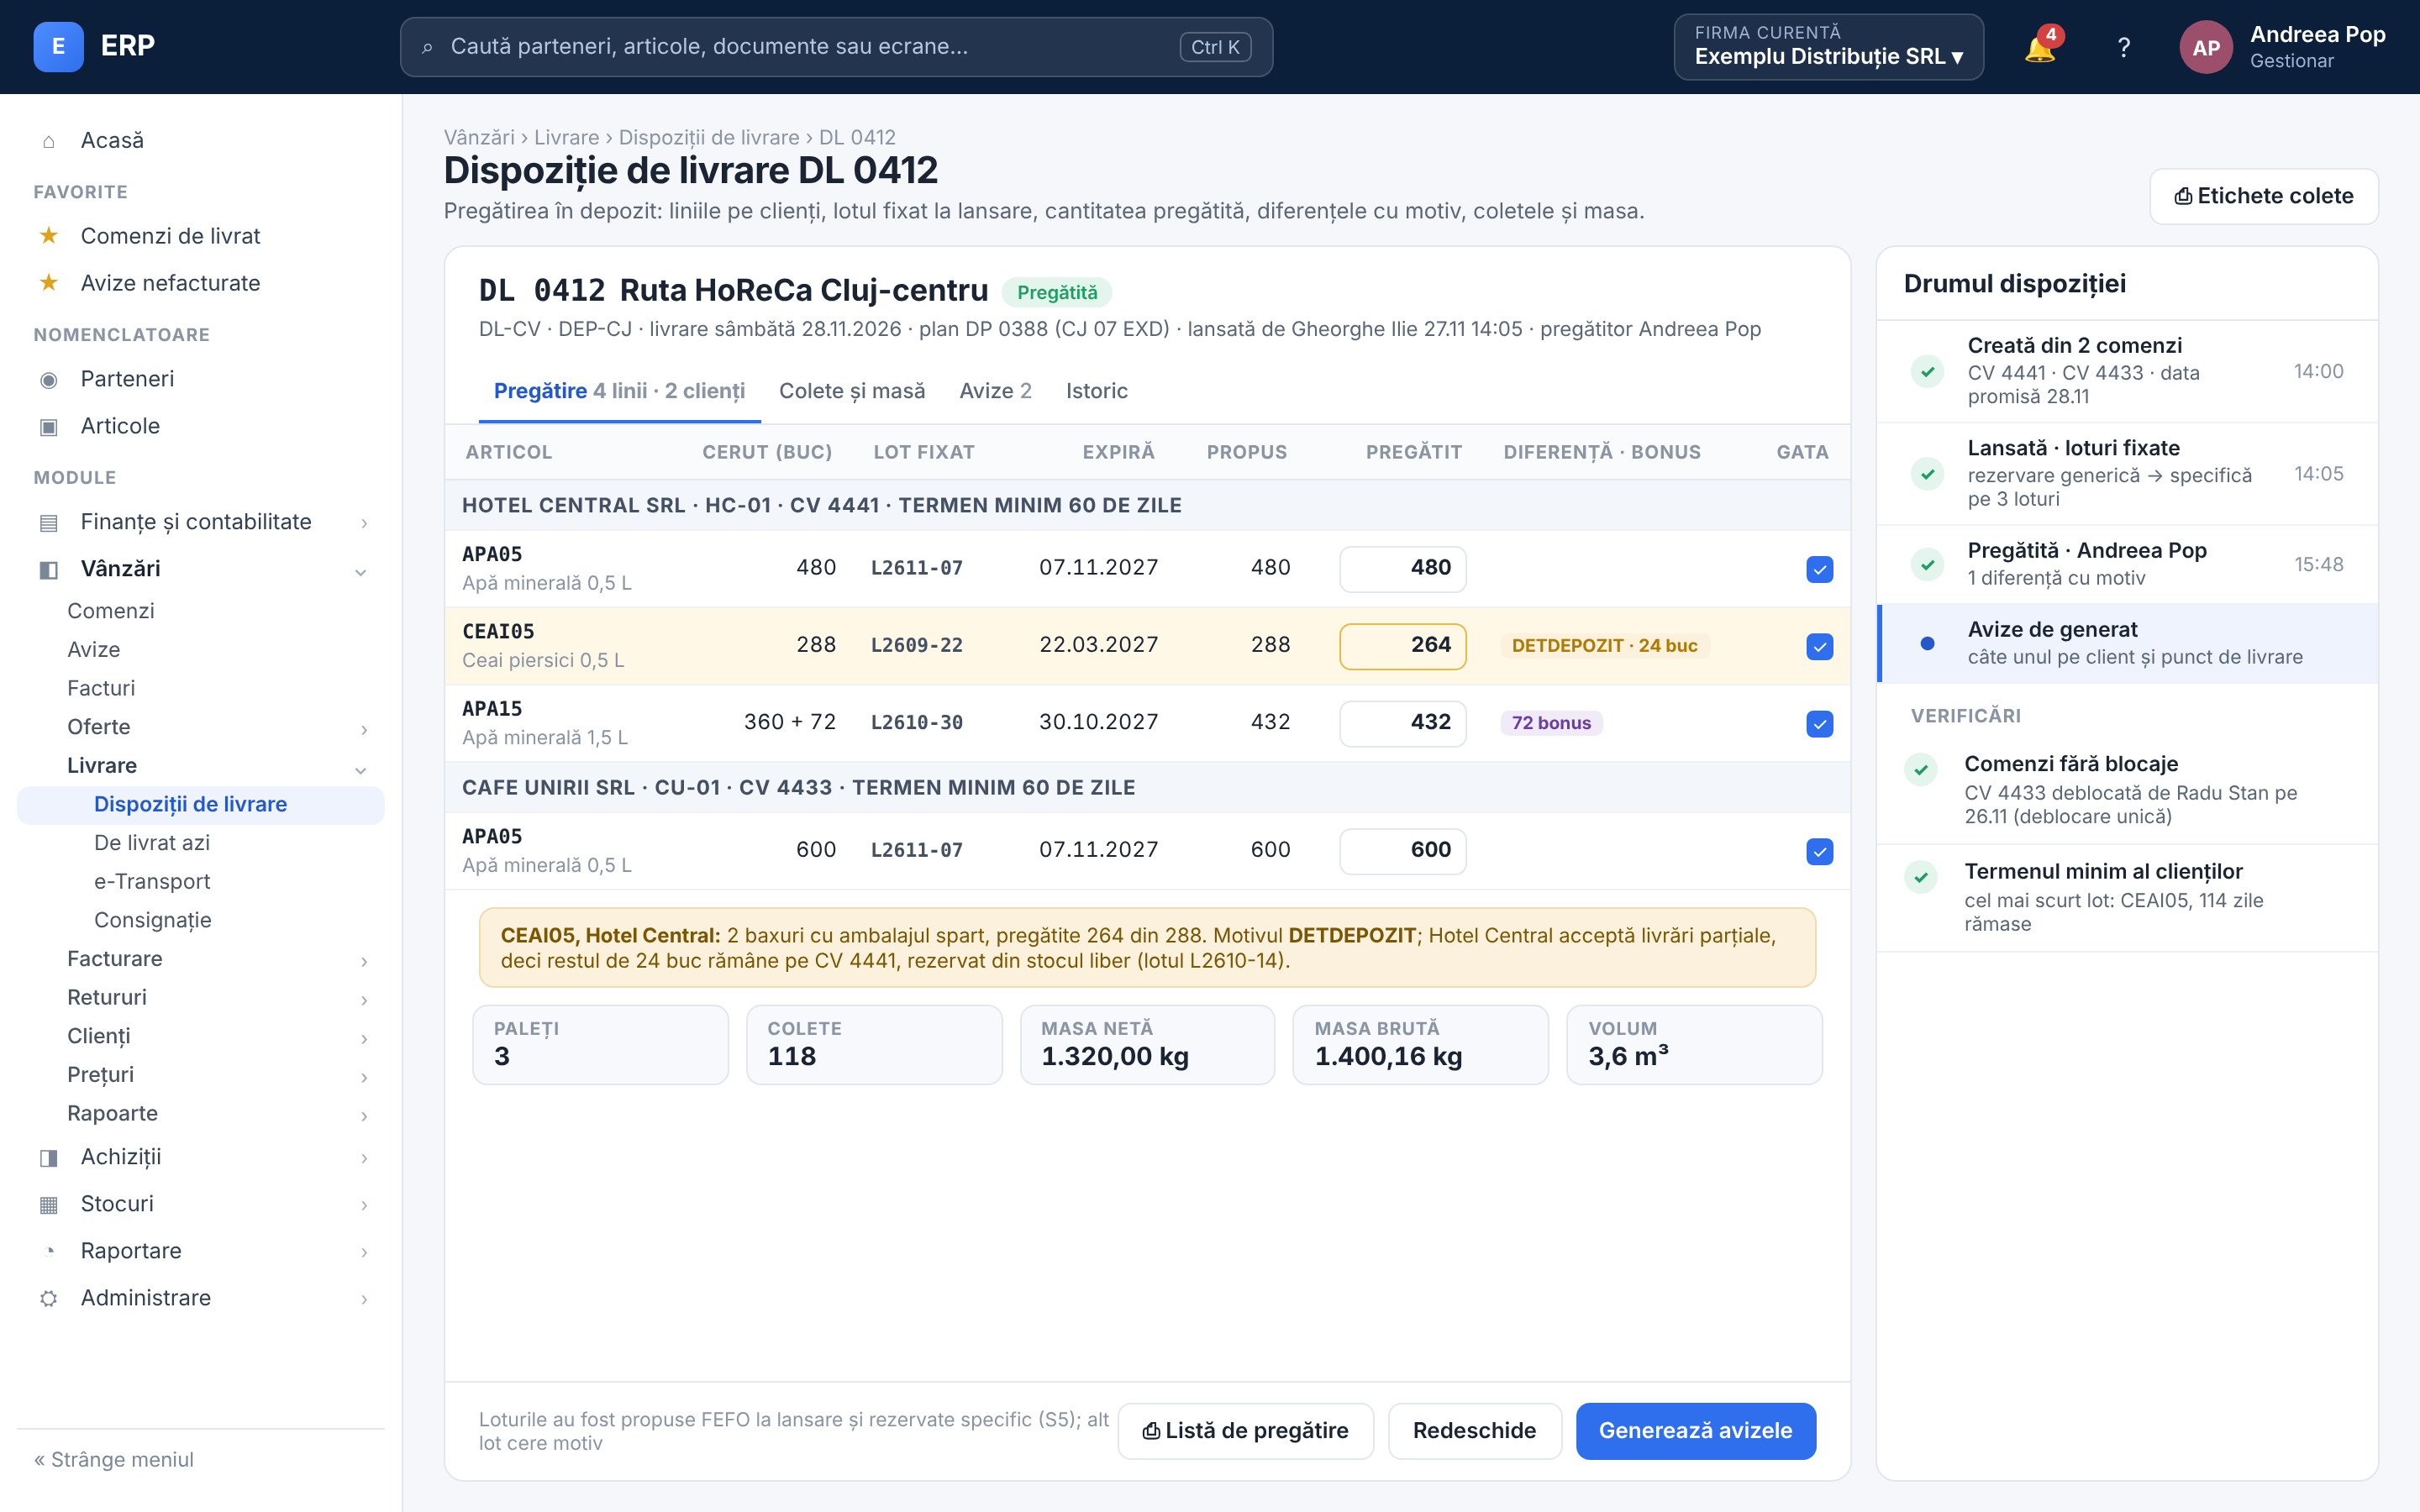 E ERP
Caută parteneri, articole, documente sau ecrane... Ctrl K
FIRMA CURENTĂ
Exemplu Distribuție SRL ▾
4
?
AP
Andreea Pop
Gestionar
Acasă
FAVORITE
★ Comenzi de livrat
★ Avize nefacturate
NOMENCLATOARE
Parteneri
Articole
MODULE
Finanțe și contabilitate ›
Vânzări
Comenzi
Avize
Facturi
Oferte ›
Livrare
Dispoziții de livrare
De livrat azi
e-Transport
Consignație
Facturare ›
Retururi ›
Clienți ›
Prețuri ›
Rapoarte ›
Achiziții ›
Stocuri ›
Raportare ›
Administrare ›
« Strânge meniul
Vânzări › Livrare › Dispoziții de livrare › DL 0412
Dispoziție de livrare DL 0412
Pregătirea în depozit: liniile pe clienți, lotul fixat la lansare, cantitatea pregătită, diferențele cu motiv, coletele și masa.
Etichete colete
DL 0412 Ruta HoReCa Cluj-centru Pregătită
DL-CV · DEP-CJ · livrare sâmbătă 28.11.2026 · plan DP 0388 (CJ 07 EXD) · lansată de Gheorghe Ilie 27.11 14:05 · pregătitor Andreea Pop
Pregătire 4 linii · 2 clienți Colete și masă Avize 2 Istoric
ARTICOL CERUT (BUC) LOT FIXAT EXPIRĂ PROPUS PREGĂTIT DIFERENȚĂ · BONUS GATA
HOTEL CENTRAL SRL · HC-01 · CV 4441 · TERMEN MINIM 60 DE ZILE
APA05 480 L2611-07 07.11.2027 480 480
Apă minerală 0,5 L
CEAI05 288 L2609-22 22.03.2027 288 264 DETDEPOZIT · 24 buc
Ceai piersici 0,5 L
APA15 360 + 72 L2610-30 30.10.2027 432 432 72 bonus
Apă minerală 1,5 L
CAFE UNIRII SRL · CU-01 · CV 4433 · TERMEN MINIM 60 DE ZILE
APA05 600 L2611-07 07.11.2027 600 600
Apă minerală 0,5 L
CEAI05, Hotel Central: 2 baxuri cu ambalajul spart, pregătite 264 din 288. Motivul DETDEPOZIT; Hotel Central acceptă livrări parțiale,
deci restul de 24 buc rămâne pe CV 4441, rezervat din stocul liber (lotul L2610-14).
PALEȚI COLETE MASA NETĂ MASA BRUTĂ VOLUM
3 118 1.320,00 kg 1.400,16 kg 3,6 m³
Loturile au fost propuse FEFO la lansare și rezervate specific (S5); alt
lot cere motiv
Listă de pregătire Redeschide Generează avizele
Drumul dispoziției
Creată din 2 comenzi
CV 4441 · CV 4433 · data
promisă 28.11
14:00
Lansată · loturi fixate
rezervare generică → specifică
pe 3 loturi
14:05
Pregătită · Andreea Pop
1 diferență cu motiv
15:48
Avize de generat
câte unul pe client și punct de livrare
VERIFICĂRI
Comenzi fără blocaje
CV 4433 deblocată de Radu Stan pe
26.11 (deblocare unică)
Termenul minim al clienților
cel mai scurt lot: CEAI05, 114 zile
rămase